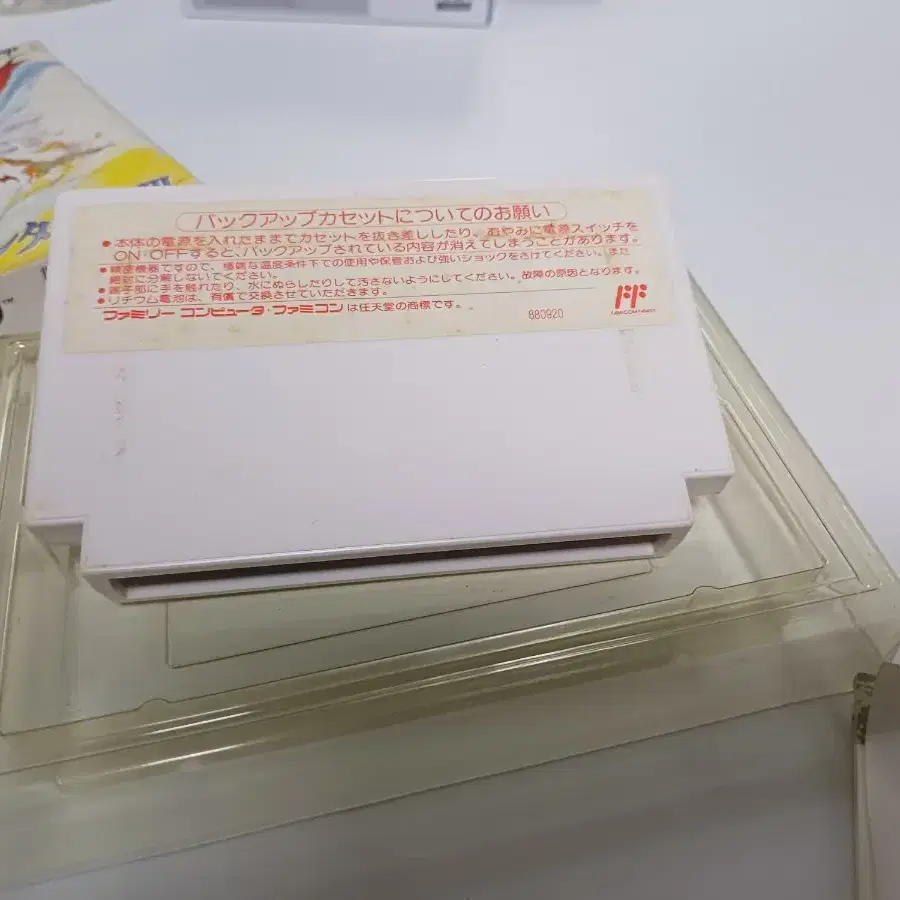 バックアップカセットについてのお願い
●本体の電源を入れたままでカセットを抜き差ししたり、おやみに電源スイッチを
ON・OFFすると、バックアップされている内容が消えてしまうことがあります。
●精密機器ですので、極端な温度条件下での使用や保管および強いショックをさけてください。また
絶対に分解しないでください。
●端子部に手を触れたり、水にぬらしたりして汚さないようにしてください。故障の原因となります。
●リチウム電池は、有償で交換させていただきます。
ファミリー コンピュータ・ファミコン は任天堂の商標です。
880920